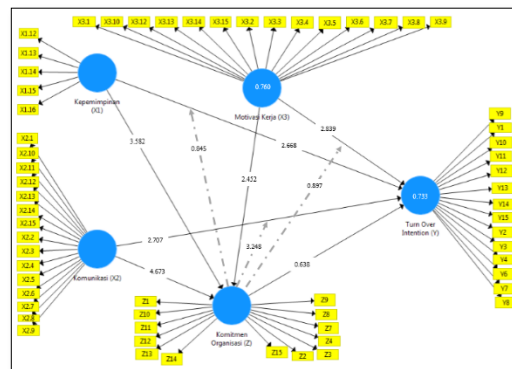 X3.1
X3.10
X3.12
X3.13
X3.14
X3.15
X3.2
X3.3
X3.4
X3.5
X3.6
X3.7
X3.8
X3.9
X1.12
X1.13
X1.14
X1.15
X1.16
Kepemimpinan
(X1)
0.760
Motivasi Kerja (X3)
3.582
0.845
2.668
2.839
2.452
0.897
Y9
Y1
Y10
Y11
Y12
Y13
Y14
Y15
Y2
Y3
Y4
Y6
Y7
Y8
0.733
Turn Over
Intention (Y)
X2.1
X2.10
X2.11
X2.12
X2.13
X2.14
X2.15
X2.2
X2.3
X2.4
X2.5
X2.6
X2.7
X2.8
X2.9
Komunikasi (X2)
2.707
4.673
3.248
0.638
Z1
Z10
Z11
Z12
Z13
Z14
Komitmen
Organisasi (Z)
Z15
Z2
Z3
Z4
Z7
Z8
Z9